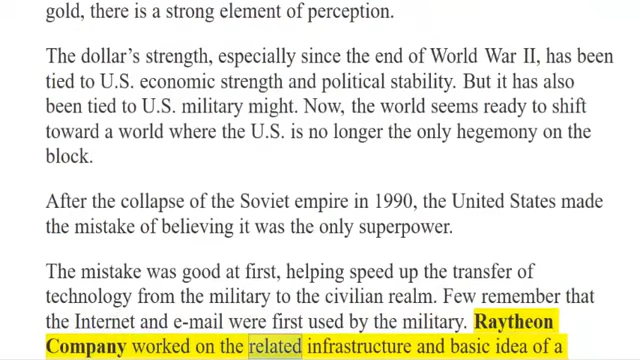 gold, there is a strong element of perception.
The dollar’s strength, especially since the end of World War II, has been
tied to U.S. economic strength and political stability. But it has also
been tied to U.S. military might. Now, the world seems ready to shift
toward a world where the U.S. is no longer the only hegemony on the
block.
After the collapse of the Soviet empire in 1990, the United States made
the mistake of believing it was the only superpower.
The mistake was good at first, helping speed up the transfer of
technology from the military to the civilian realm. Few remember that
the Internet and e-mail were first used by the military. Raytheon
Company worked on the related infrastructure and basic idea of a